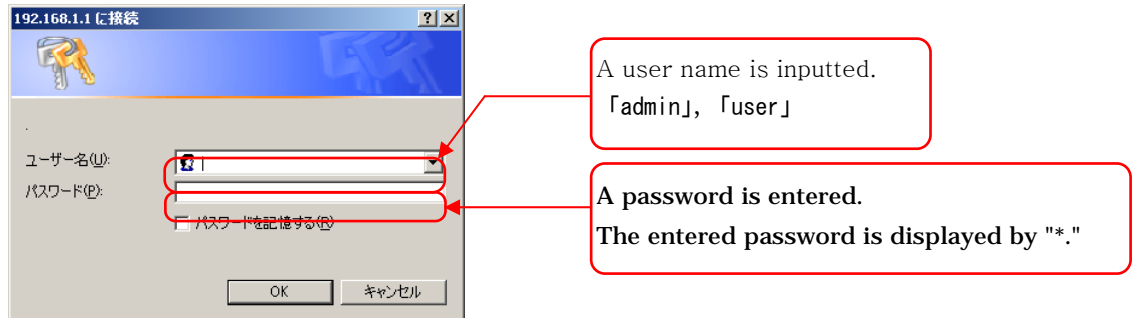 192.168.1.1 に接続
.
ユーザー名(U):
パスワード(P):
パスワードを記憶する(R)
OK
キャンセル
A user name is inputted.
「admin」, 「user」
A password is entered.
The entered password is displayed by "*."